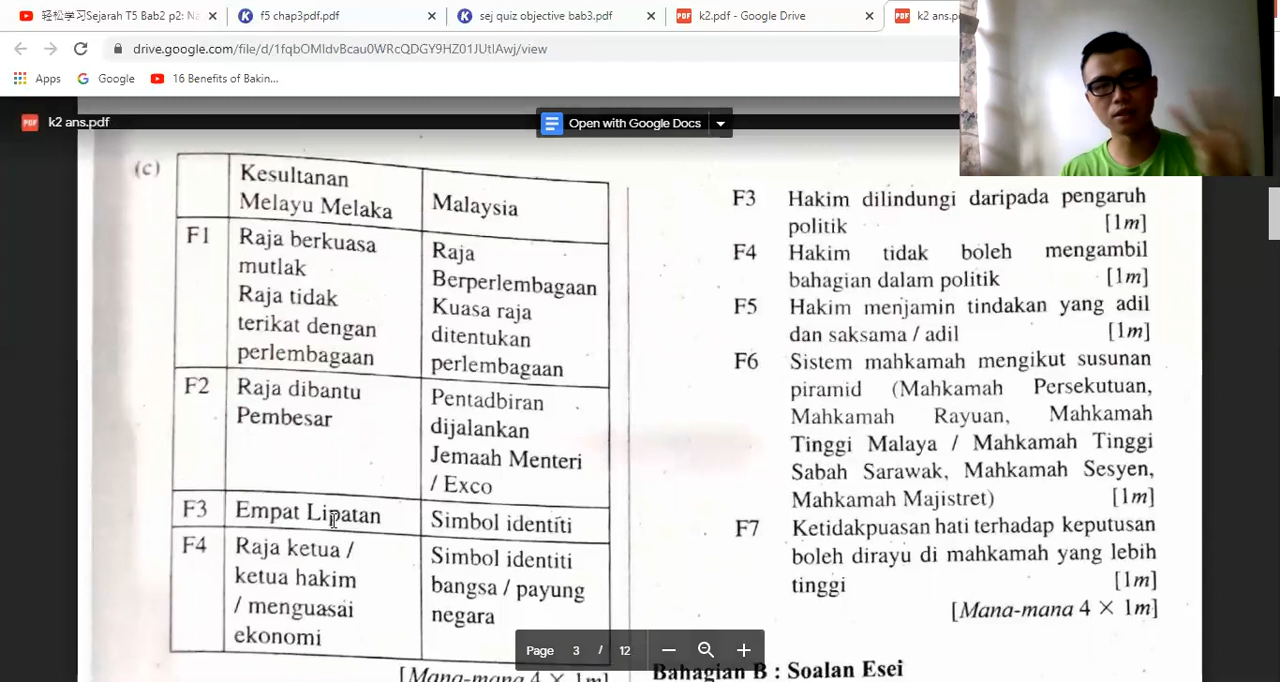 轻松学习Sejarah T5 Bab2 p2: Na
f5 chap3pdf.pdf
sej quiz objective bab3.pdf
k2.pdf - Google Drive
k2 ans.p
drive.google.com/file/d/1fqbOMIdvBcau0WRcQDGY9HZ01JUtlAwj/view
Apps
Google
16 Benefits of Bakin...
PDF k2 ans.pdf
Open with Google Docs
(c)
Kesultanan
Melayu Melaka
Malaysia
F1
Raja berkuasa
mutlak
Raja tidak
terikat dengan
perlembagaan
Raja
Berperlembagaan
Kuasa raja
ditentukan
perlembagaan
F2
Raja dibantu
Pembesar
Pentadbiran
dijalankan
Jemaah Menteri
/ Exco
F3
Empat Lipatan
Simbol identiti
F4
Raja ketua /
ketua hakim
/ menguasai
ekonomi
Simbol identiti
bangsa / payung
negara
[Mana-mana 4 × 1m]
F3 Hakim dilindungi daripada pengaruh
politik [1m]
F4 Hakim tidak boleh mengambil
bahagian dalam politik [1m]
F5 Hakim menjamin tindakan yang adil
dan saksama / adil [1m]
F6 Sistem mahkamah mengikut susunan
piramid (Mahkamah Persekutuan,
Mahkamah Rayuan, Mahkamah
Tinggi Malaya / Mahkamah Tinggi
Sabah Sarawak, Mahkamah Sesyen,
Mahkamah Majistret) [1m]
F7 Ketidakpuasan hati terhadap keputusan
boleh dirayu di mahkamah yang lebih
tinggi [1m]
[Mana-mana 4 × 1m]
Bahagian B : Soalan Esei
Page 3 / 12